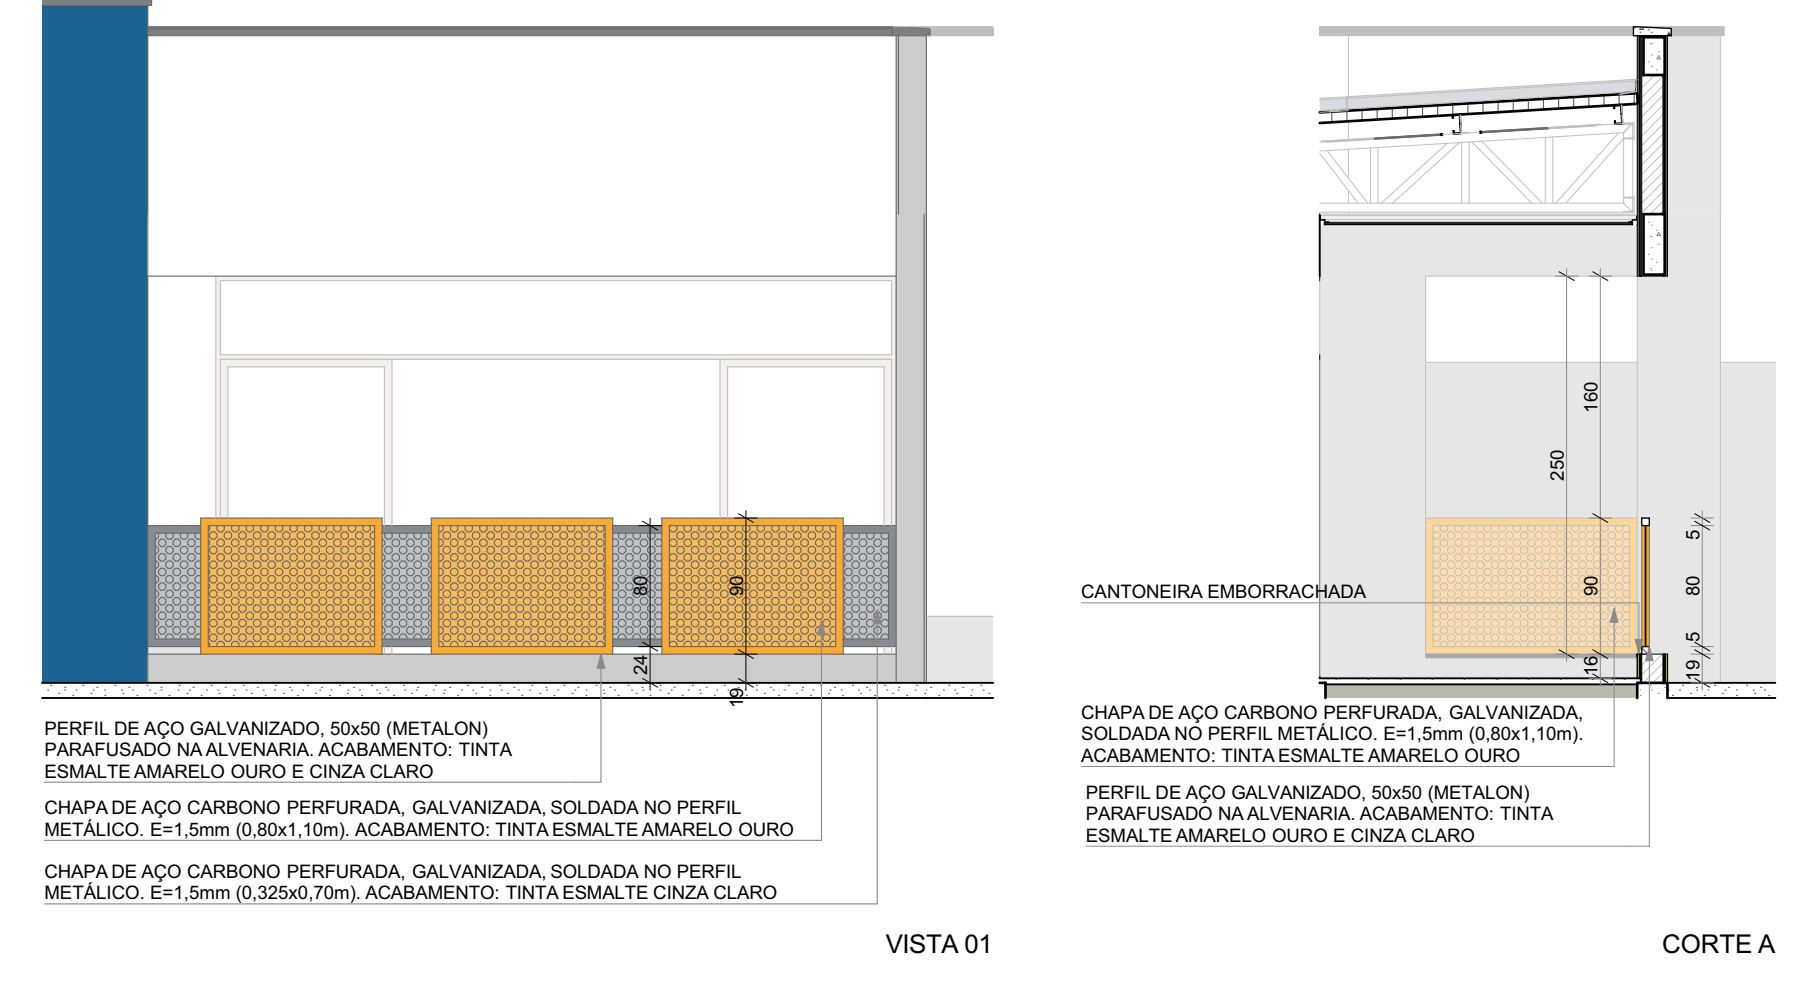 80
90
24
19
PERFIL DE AÇO GALVANIZADO, 50x50 (METALON)
PARAFUSADO NA ALVENARIA. ACABAMENTO: TINTA
ESMALTE AMARELO OURO E CINZA CLARO
CHAPA DE AÇO CARBONO PERFURADA, GALVANIZADA, SOLDADA NO PERFIL
METÁLICO. E=1,5mm (0,80x1,10m). ACABAMENTO: TINTA ESMALTE AMARELO OURO
CHAPA DE AÇO CARBONO PERFURADA, GALVANIZADA, SOLDADA NO PERFIL
METÁLICO. E=1,5mm (0,325x0,70m). ACABAMENTO: TINTA ESMALTE CINZA CLARO
VISTA 01
160
250
5
90
80
5
16
19
CANTONEIRA EMBORRACHADA
CHAPA DE AÇO CARBONO PERFURADA, GALVANIZADA,
SOLDADA NO PERFIL METÁLICO. E=1,5mm (0,80x1,10m).
ACABAMENTO: TINTA ESMALTE AMARELO OURO
PERFIL DE AÇO GALVANIZADO, 50x50 (METALON)
PARAFUSADO NA ALVENARIA. ACABAMENTO: TINTA
ESMALTE AMARELO OURO E CINZA CLARO
CORTE A